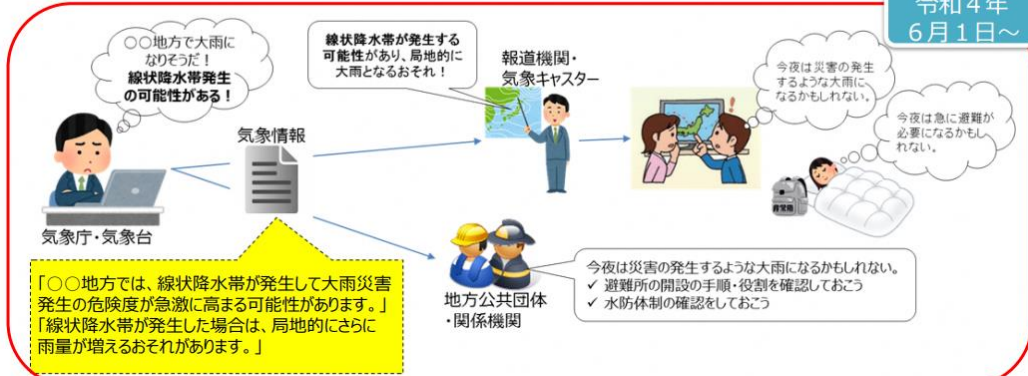 令和４年
６月１日～
○○地方で大雨に
なりそうだ！
線状降水帯発生
の可能性がある！
線状降水帯が発生する
可能性があり、局地的に
大雨となるおそれ！
報道機関・
気象キャスター
今夜は災害の発生
するような大雨に
なるかもしれない。
今夜は急に避難が
必要になるかもし
れない。
気象情報
気象庁・気象台
「○○地方では、線状降水帯が発生して大雨災害
発生の危険度が急激に高まる可能性があります。」
「線状降水帯が発生した場合は、局地的にさらに
雨量が増えるおそれがあります。」
地方公共団体
・関係機関
今夜は災害の発生するような大雨になるかもしれない。
✓ 避難所の開設の手順・役割を確認しておこう
✓ 水防体制の確認をしておこう